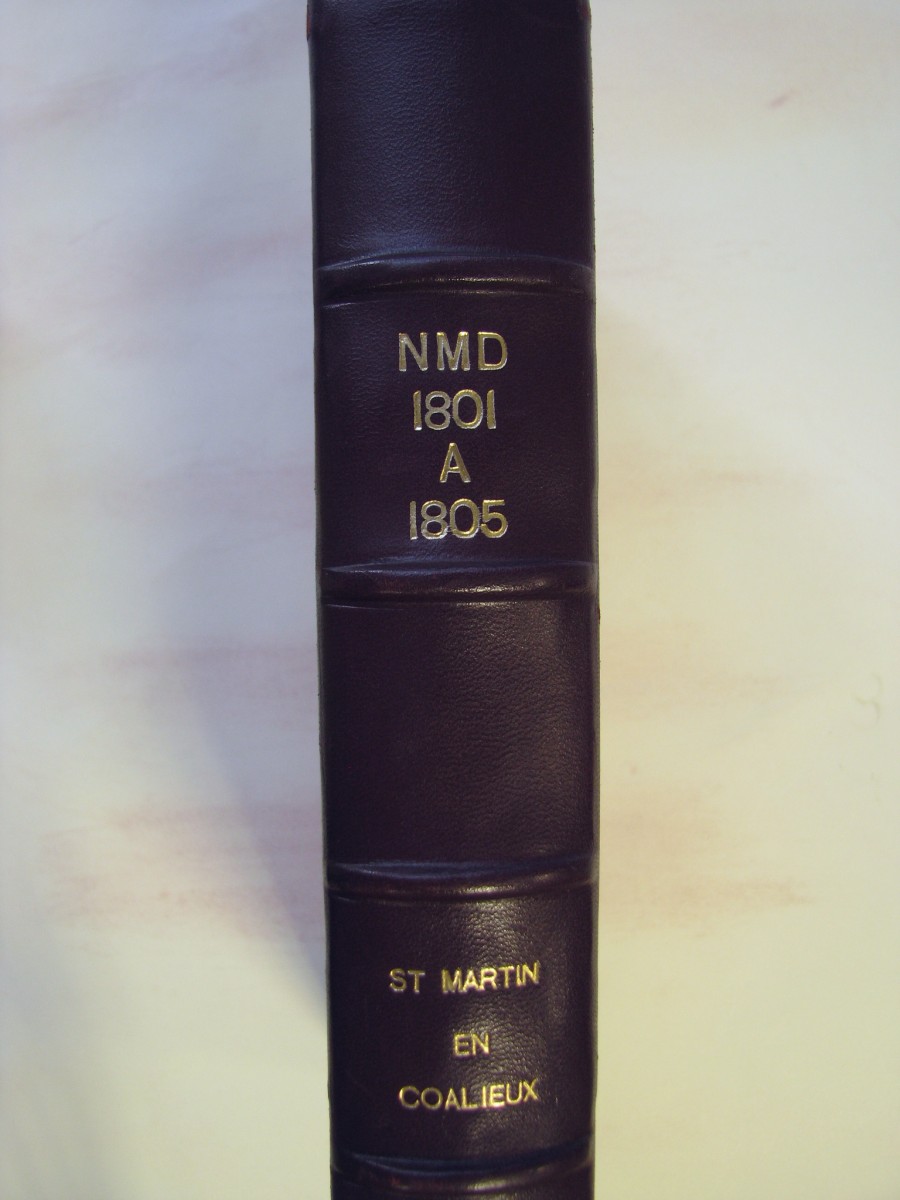 NMD
1801
A
1805
ST MARTIN
EN
COALIEUX